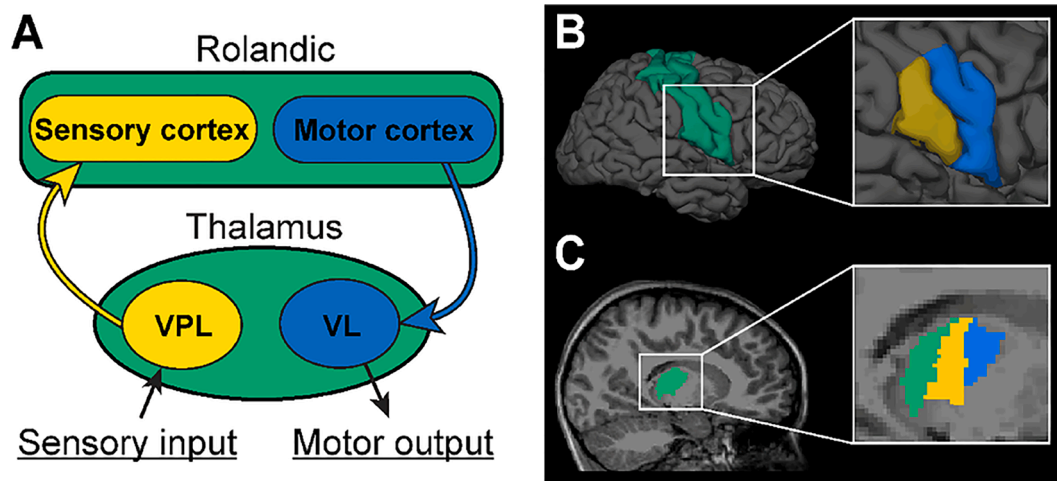 A
Rolandic
Sensory cortex
Motor cortex
Thalamus
VPL
VL
Sensory input
Motor output
B
C